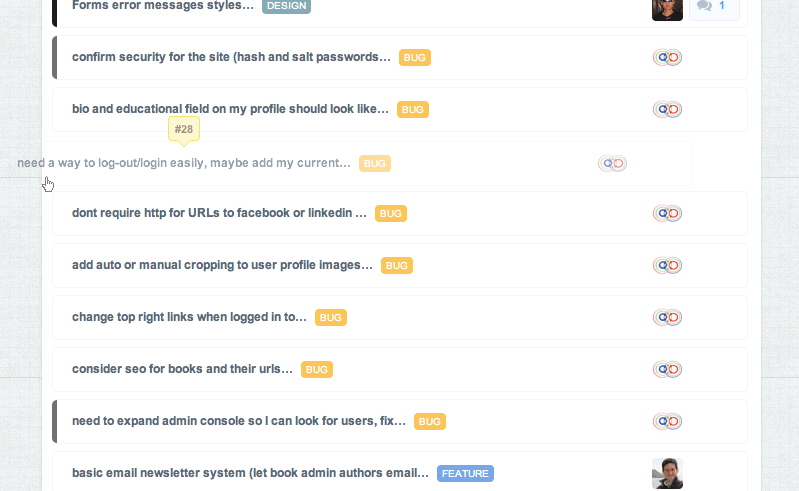 Forms error messages styles… DESIGN
1
confirm security for the site (hash and salt passwords… BUG
bio and educational field on my profile should look like… BUG
#28
need a way to log-out/login easily, maybe add my current… BUG
dont require http for URLs to facebook or linkedin … BUG
add auto or manual cropping to user profile images… BUG
change top right links when logged in to… BUG
consider seo for books and their urls… BUG
need to expand admin console so I can look for users, fix… BUG
basic email newsletter system (let book admin authors email… FEATURE